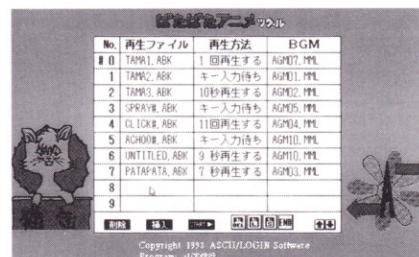 ぱたぱたアニメツクール
No. 再生ファイル 再生方法 BGM
# 0 TAMA1.ABK 1 回再生する AGM07.MML
1 TAMA2.ABK キー入力待ち AGM01.MML
2 TAMA3.ABK 10秒再生する AGM02.MML
3 SPRAY#.ABK キー入力待ち AGM05.MML
4 CLICK#.ABK 11回再生する AGM04.MML
5 ACHOO#.ABK キー入力待ち AGM10.MML
6 UNTITLED.ABK 9 秒再生する AGM10.MML
7 PATAPATA.ABK 7 秒再生する AGM03.MML
8
9
削除 挿入 START END
Copyright 1993 ASCII/LOGIN Software